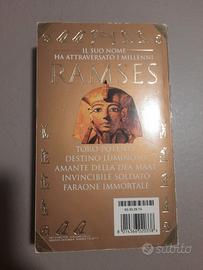 IL SUO NOME
HA ATTRAVERSATO I MILLENNI
RAMSES
TORO POTENTE
DESTINO LUMINOSO
AMANTE DELLA DEA MAAT
INVINCIBILE SOLDATO
FARAONE IMMORTALE
subito